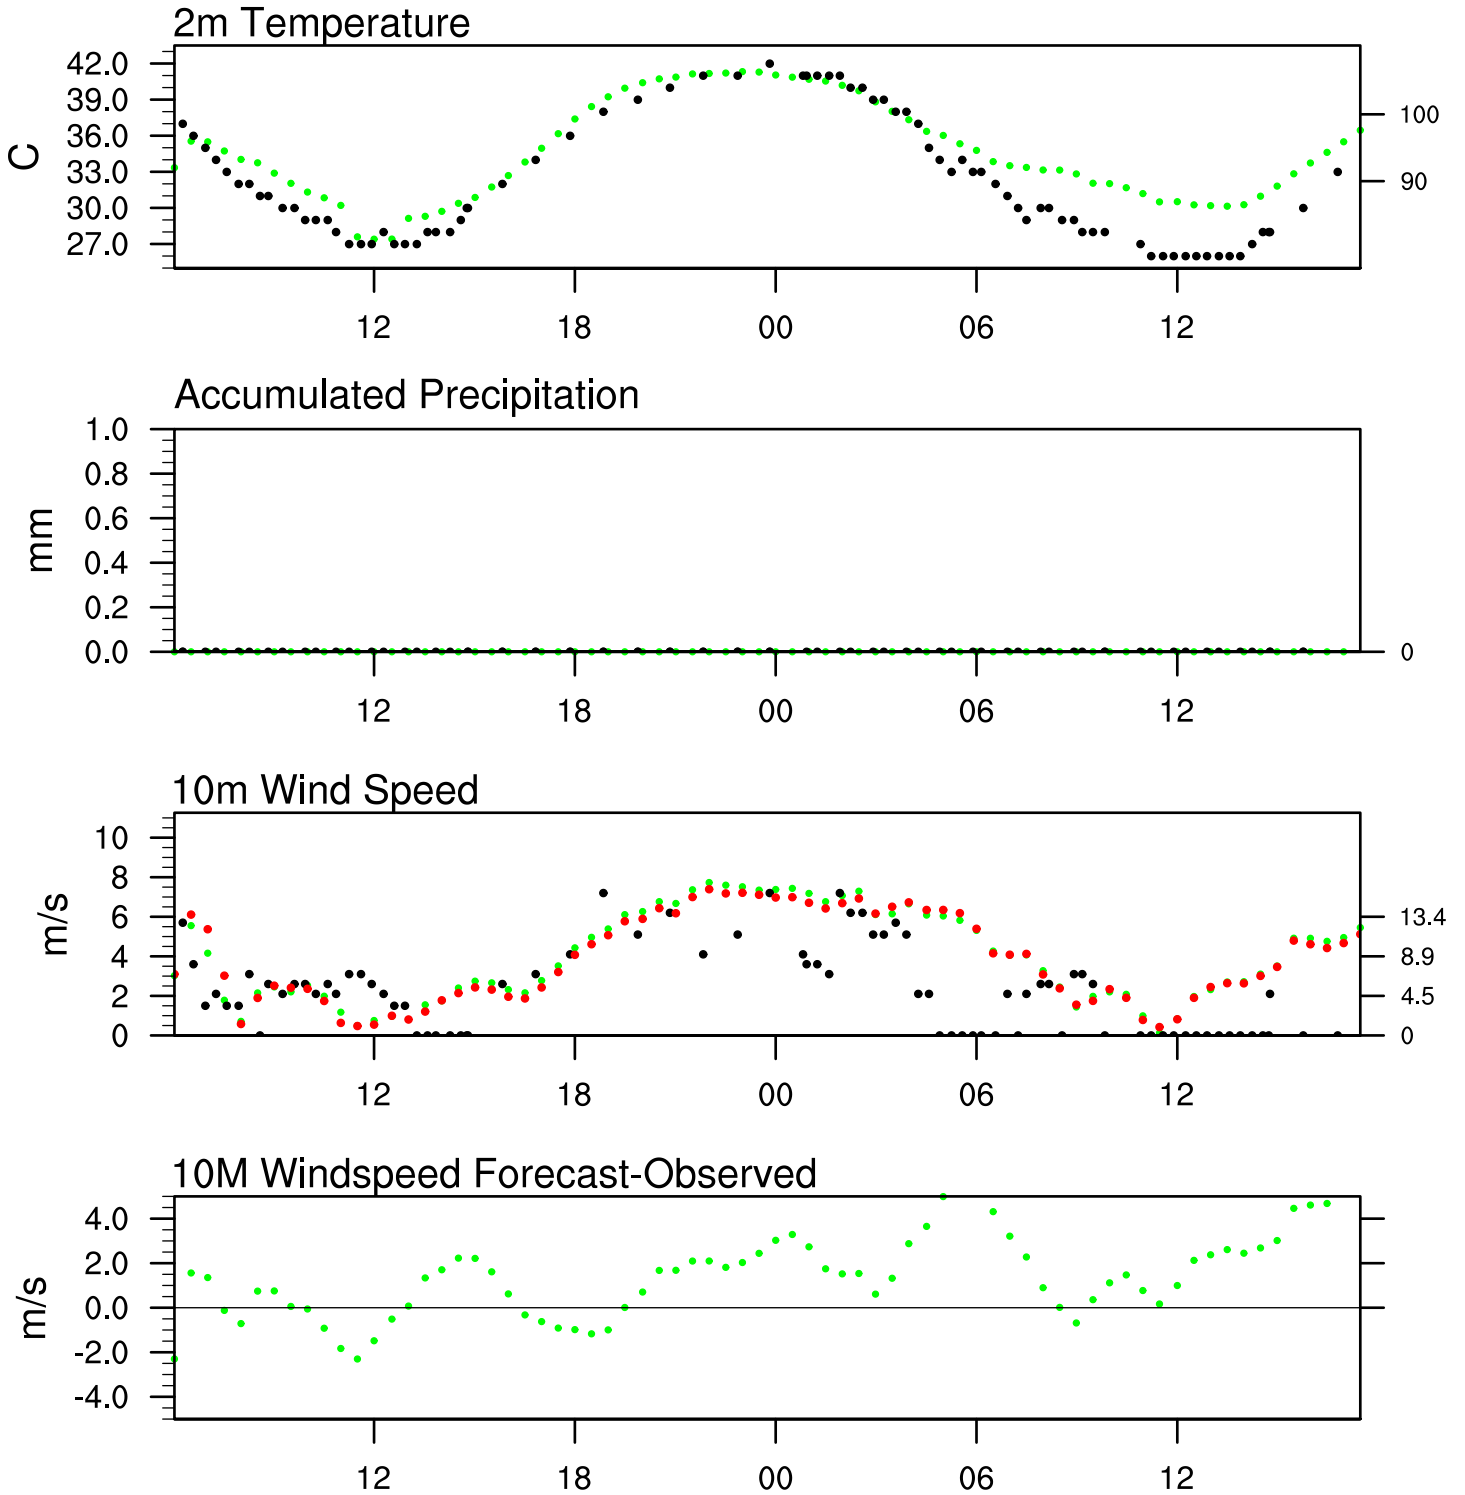 2m Temperature
42.0
39.0
36.0
33.0
30.0
27.0
C
100
90
12 18 00 06 12
Accumulated Precipitation
1.0
0.8
0.6
0.4
0.2
0.0
mm
0
12 18 00 06 12
10m Wind Speed
10
8
6
4
2
0
m/s
13.4
8.9
4.5
0
12 18 00 06 12
10M Windspeed Forecast-Observed
4.0
2.0
0.0
-2.0
-4.0
m/s
12 18 00 06 12